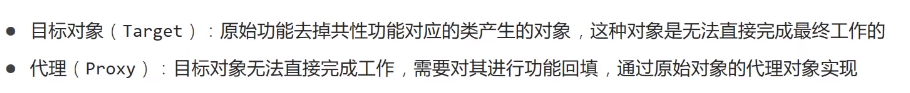 ● 目标对象（Target）：原始功能去掉共性功能对应的类产生的对象，这种对象是无法直接完成最终工作的
● 代理（Proxy）：目标对象无法直接完成工作，需要对其进行功能回填，通过原始对象的代理对象实现